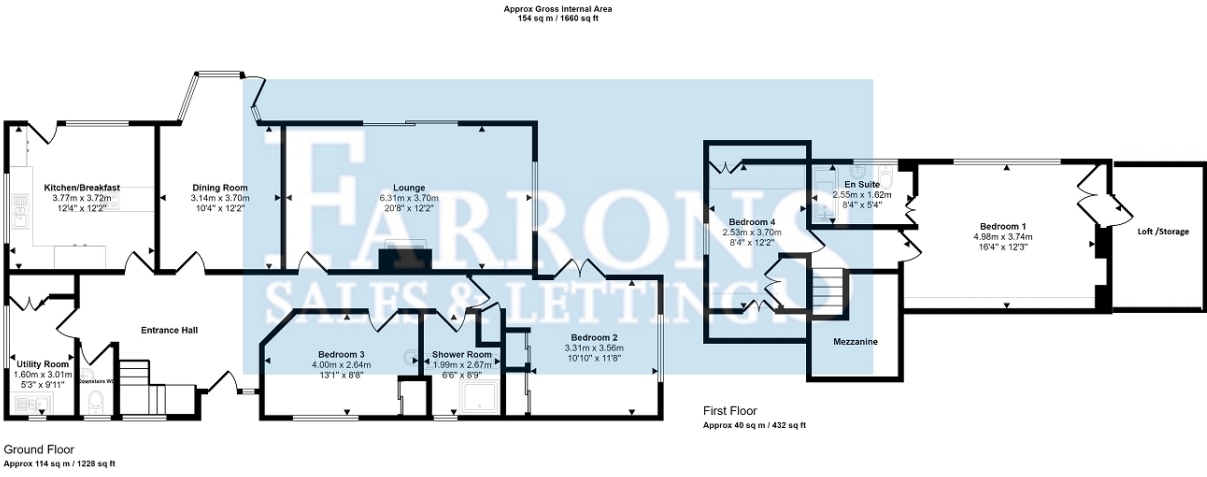 Approx Gross Internal Area
154 sq m / 1660 sq ft
FARRONS
SALES & LETTINGS
Kitchen/Breakfast
3.77m x 3.72m
12'4" x 12'2"
Dining Room
3.14m x 3.70m
10'4" x 12'2"
Lounge
6.31m x 3.70m
20'8" x 12'2"
Entrance Hall
Utility Room
1.60m x 3.01m
5'3" x 9'11"
Downstairs WC
Bedroom 3
4.00m x 2.64m
13'1" x 8'8"
Shower Room
1.99m x 2.67m
6'6" x 8'9"
Bedroom 2
3.31m x 3.56m
10'10" x 11'8"
Ground Floor
Approx 114 sq m / 1228 sq ft
Bedroom 4
2.53m x 3.70m
8'4" x 12'2"
En Suite
2.55m x 1.62m
8'4" x 5'4"
Bedroom 1
4.98m x 3.74m
16'4" x 12'3"
Loft /Storage
Mezzanine
First Floor
Approx 40 sq m / 432 sq ft